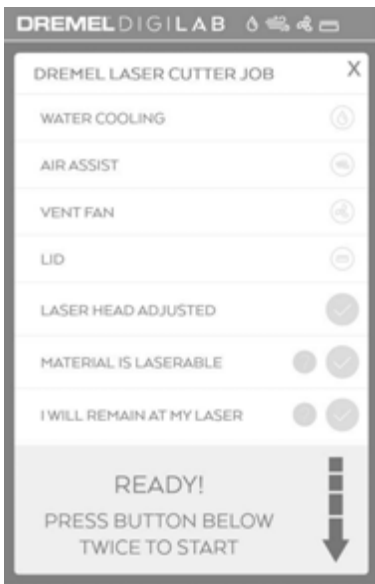 DREMEL DIGILAB
DREMEL LASER CUTTER JOB X
WATER COOLING
AIR ASSIST
VENT FAN
LID
LASER HEAD ADJUSTED
MATERIAL IS LASERABLE
I WILL REMAIN AT MY LASER
READY!
PRESS BUTTON BELOW
TWICE TO START